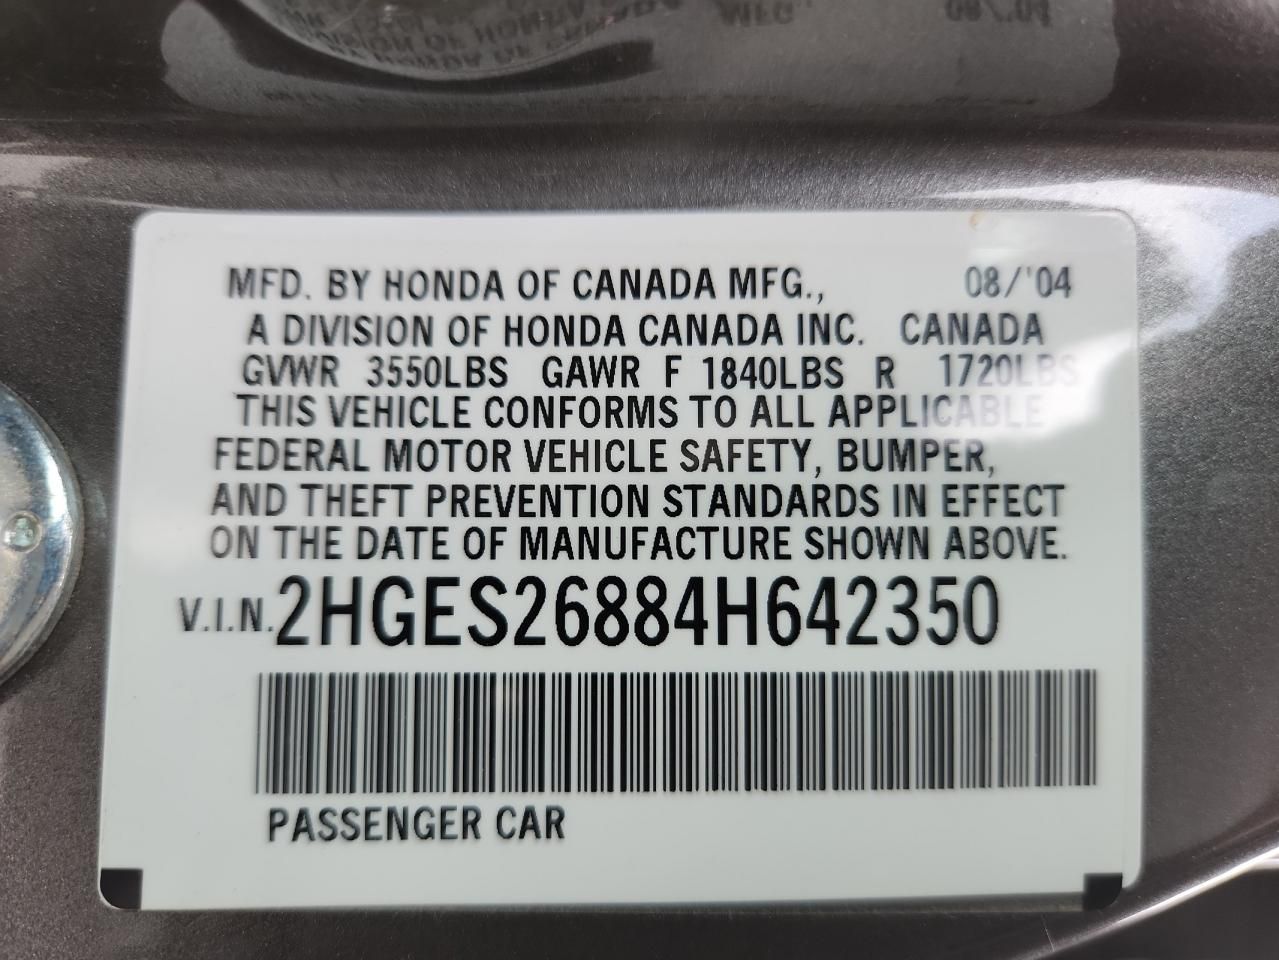 MFD. BY HONDA OF CANADA MFG., 08/'04
A DIVISION OF HONDA CANADA INC. CANADA
GVWR 3550LBS GAWR F 1840LBS R 1720LBS
THIS VEHICLE CONFORMS TO ALL APPLICABLE
FEDERAL MOTOR VEHICLE SAFETY, BUMPER,
AND THEFT PREVENTION STANDARDS IN EFFECT
ON THE DATE OF MANUFACTURE SHOWN ABOVE.
V.I.N. 2HGES26884H642350
PASSENGER CAR